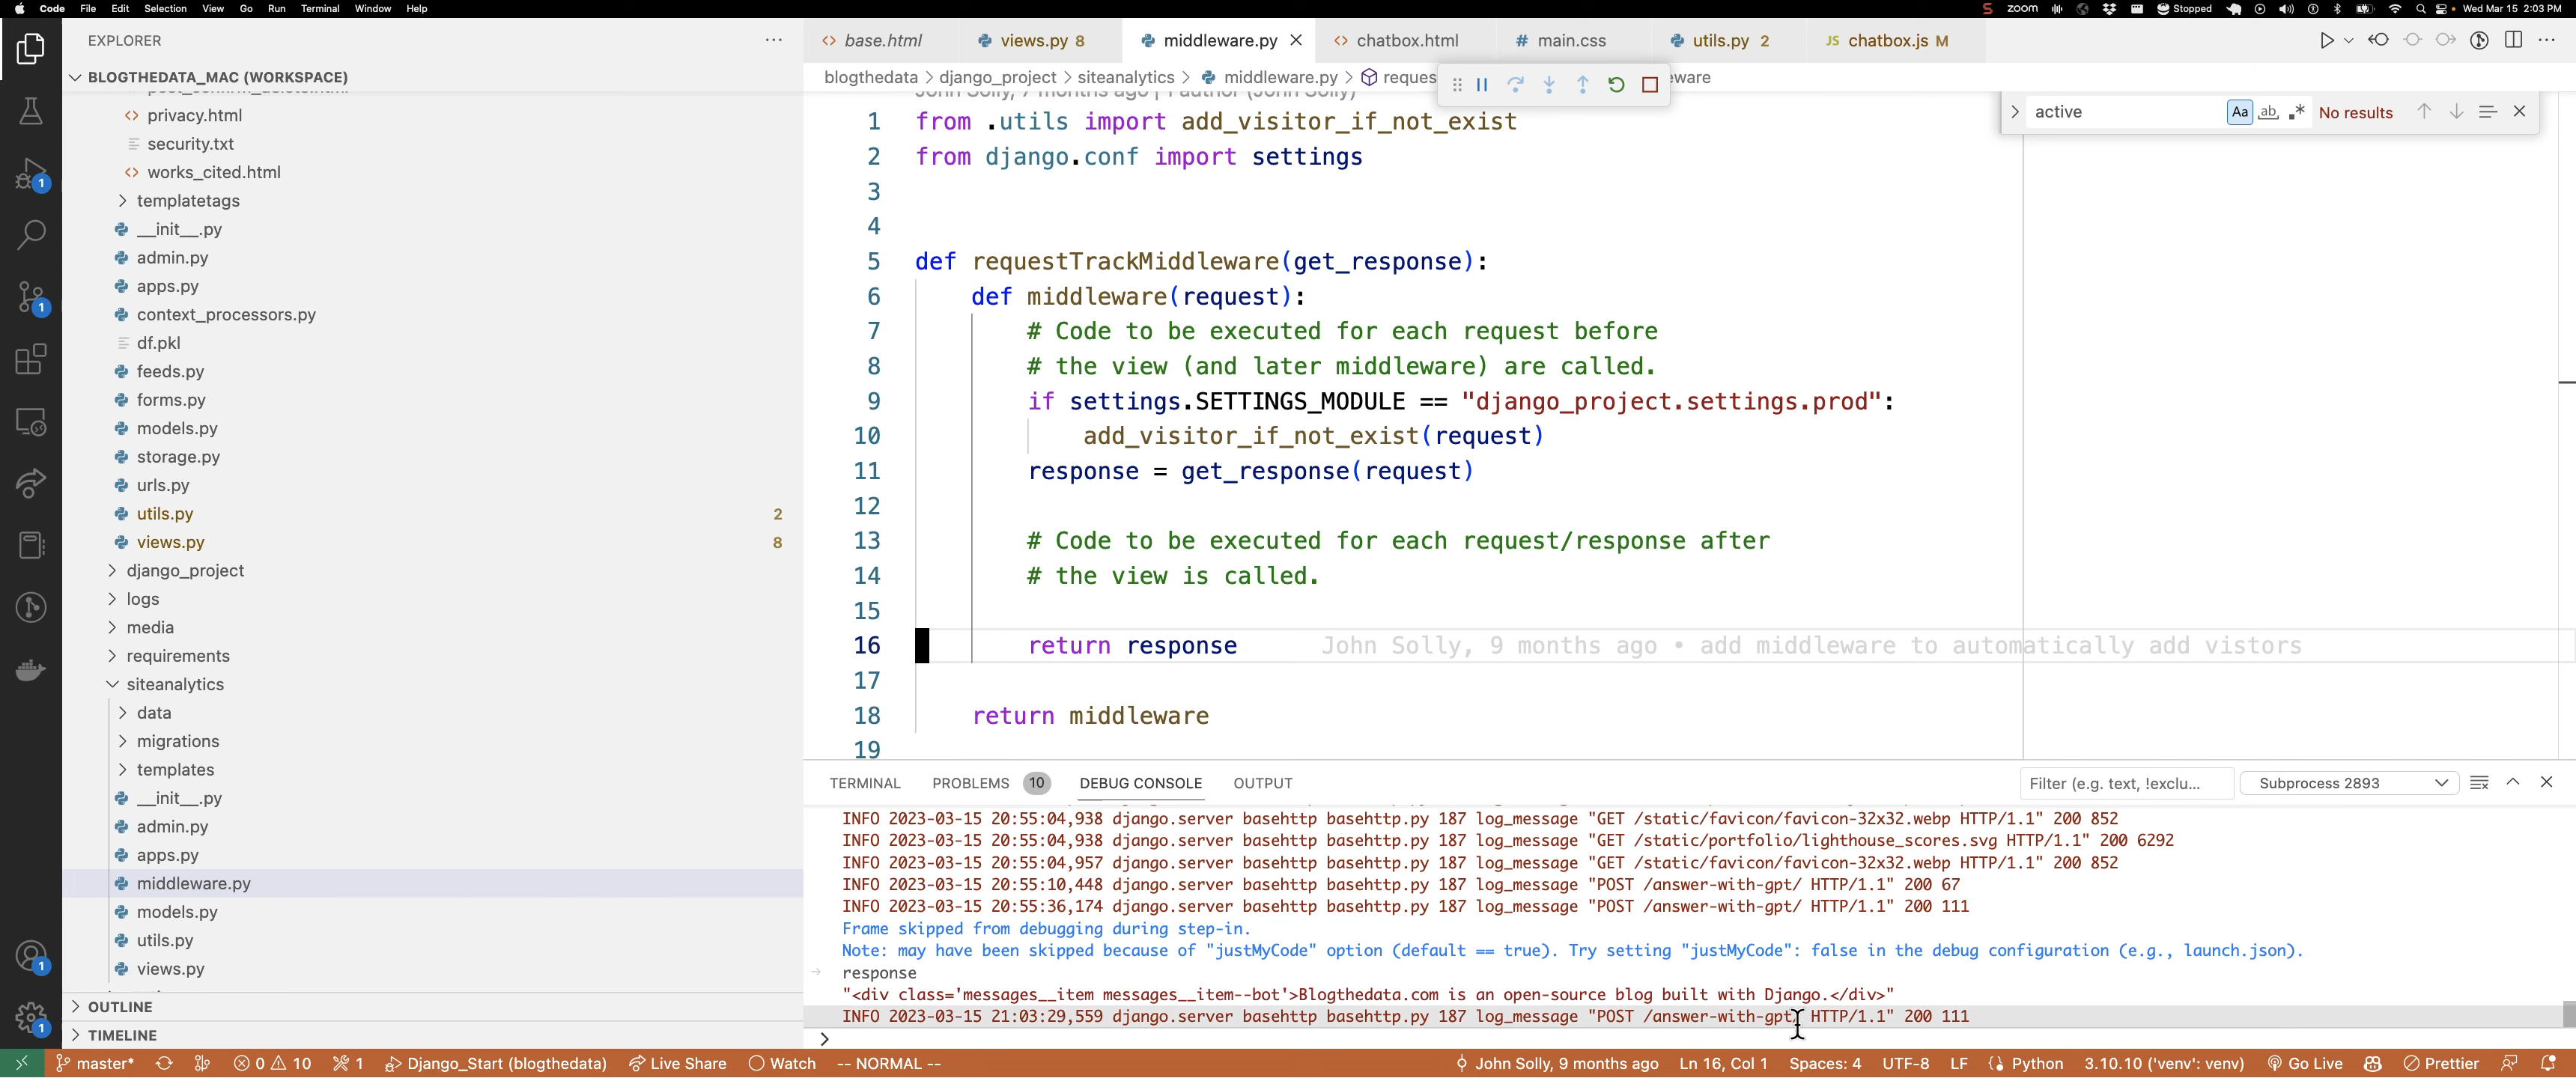 Code File Edit Selection View Go Run Terminal Window Help
zoom Stopped Wed Mar 15 2:03 PM
EXPLORER
BLOGTHEDATA_MAC (WORKSPACE)
privacy.html
security.txt
works_cited.html
templatetags
__init__.py
admin.py
apps.py
context_processors.py
df.pkl
feeds.py
forms.py
models.py
storage.py
urls.py
utils.py 2
views.py 8
django_project
logs
media
requirements
siteanalytics
data
migrations
templates
__init__.py
admin.py
apps.py
middleware.py
models.py
utils.py
views.py
OUTLINE
TIMELINE
1
1
1
1
base.html views.py 8 middleware.py chatbox.html # main.css utils.py 2 JS chatbox.js M
blogthedata > django_project > siteanalytics > middleware.py > reques ware
John Solly, 7 months ago | 1 author (John Solly)
active Aa ab No results
1 from .utils import add_visitor_if_not_exist
2 from django.conf import settings
3
4
5 def requestTrackMiddleware(get_response):
6 def middleware(request):
7 # Code to be executed for each request before
8 # the view (and later middleware) are called.
9 if settings.SETTINGS_MODULE == "django_project.settings.prod":
10 add_visitor_if_not_exist(request)
11 response = get_response(request)
12
13 # Code to be executed for each request/response after
14 # the view is called.
15
16 return response John Solly, 9 months ago • add middleware to automatically add vistors
17
18 return middleware
19
TERMINAL PROBLEMS 10 DEBUG CONSOLE OUTPUT Filter (e.g. text, !exclu... Subprocess 2893
INFO 2023-03-15 20:55:04,938 django.server basehttp basehttp.py 187 log_message "GET /static/favicon/favicon-32x32.webp HTTP/1.1" 200 852
INFO 2023-03-15 20:55:04,938 django.server basehttp basehttp.py 187 log_message "GET /static/portfolio/lighthouse_scores.svg HTTP/1.1" 200 6292
INFO 2023-03-15 20:55:04,957 django.server basehttp basehttp.py 187 log_message "GET /static/favicon/favicon-32x32.webp HTTP/1.1" 200 852
INFO 2023-03-15 20:55:10,448 django.server basehttp basehttp.py 187 log_message "POST /answer-with-gpt/ HTTP/1.1" 200 67
INFO 2023-03-15 20:55:36,174 django.server basehttp basehttp.py 187 log_message "POST /answer-with-gpt/ HTTP/1.1" 200 111
Frame skipped from debugging during step-in.
Note: may have been skipped because of "justMyCode" option (default == true). Try setting "justMyCode": false in the debug configuration (e.g., launch.json).
response
"<div class='messages__item messages__item--bot'>Blogthedata.com is an open-source blog built with Django.</div>"
INFO 2023-03-15 21:03:29,559 django.server basehttp basehttp.py 187 log_message "POST /answer-with-gpt/ HTTP/1.1" 200 111
master* 0 10 1 Django_Start (blogthedata) Live Share Watch -- NORMAL -- John Solly, 9 months ago Ln 16, Col 1 Spaces: 4 UTF-8 LF Python 3.10.10 ('venv': venv) Go Live Prettier